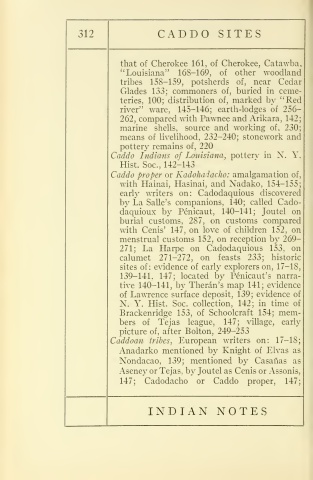 312
CADDO SITES
that of Cherokee 161, of Cherokee, Catawba,
"Louisiana" 168–169, of other woodland
tribes 158–159, potsherds of, near Cedar
Glades 133; commoners of, buried in ceme-
teries, 100; distribution of, marked by "Red
river" ware, 145–146; earth-lodges of 256–
262, compared with Pawnee and Arikara, 142;
marine shells, source and working of, 230;
means of livelihood, 232–240; stonework and
pottery remains of, 220
Caddo Indians of Louisiana, pottery in N. Y.
Hist. Soc., 142–143
Caddo proper or Kadohadacho: amalgamation of,
with Hainai, Hasinai, and Nadako, 154–155;
early writers on: Cadodaquious discovered
by La Salle's companions, 140; called Cado-
daquioux by Pénicaut, 140–141; Joutel on
burial customs, 287, on customs compared
with Cenis' 147, on love of children 152, on
menstrual customs 152, on reception by 269–
271; La Harpe on Cadodaquious 153, on
calumet 271–272, on feasts 233; historic
sites of: evidence of early explorers on, 17–18,
139–141, 147; located by Pénicaut's narra-
tive 140–141, by Therán's map 141; evidence
of Lawrence surface deposit, 139; evidence of
N. Y. Hist. Soc. collection, 142; in time of
Brackenridge 153, of Schoolcraft 154; mem-
bers of Tejas league, 147; village, early
picture of, after Bolton, 249–253
Caddoan tribes, European writers on: 17–18;
Anadarko mentioned by Knight of Elvas as
Nondacao, 139; mentioned by Casañas as
Aseney or Tejas, by Joutel as Cenis or Assonis,
147; Cadodacho or Caddo proper, 147;
INDIAN NOTES